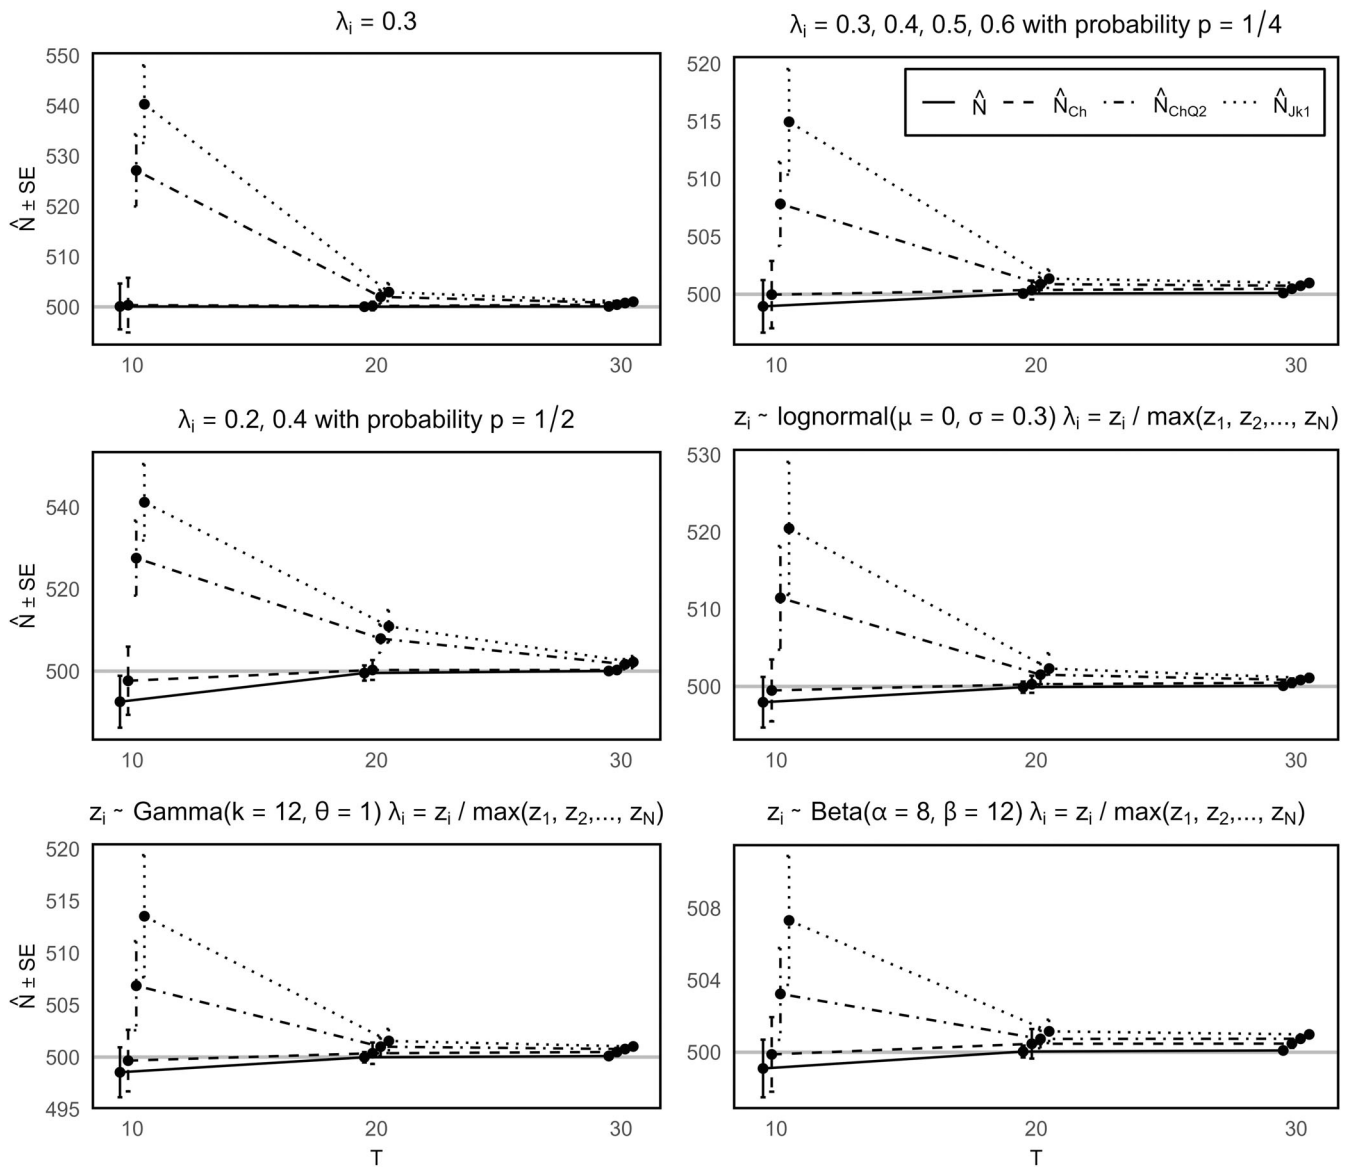 λi = 0.3
550
540
530
520
510
500
N̂ ± SE
10 20 30
λi = 0.3, 0.4, 0.5, 0.6 with probability p = 1/4
520
515
510
505
500
N̂ N̂Ch N̂ChQ2 N̂Jk1
10 20 30
λi = 0.2, 0.4 with probability p = 1/2
540
520
500
N̂ ± SE
10 20 30
zi ~ lognormal(μ = 0, σ = 0.3) λi = zi / max(z1, z2,..., zN)
530
520
510
500
10 20 30
zi ~ Gamma(k = 12, θ = 1) λi = zi / max(z1, z2,..., zN)
520
515
510
505
500
495
N̂ ± SE
10 20 30
T
zi ~ Beta(α = 8, β = 12) λi = zi / max(z1, z2,..., zN)
508
504
500
10 20 30
T